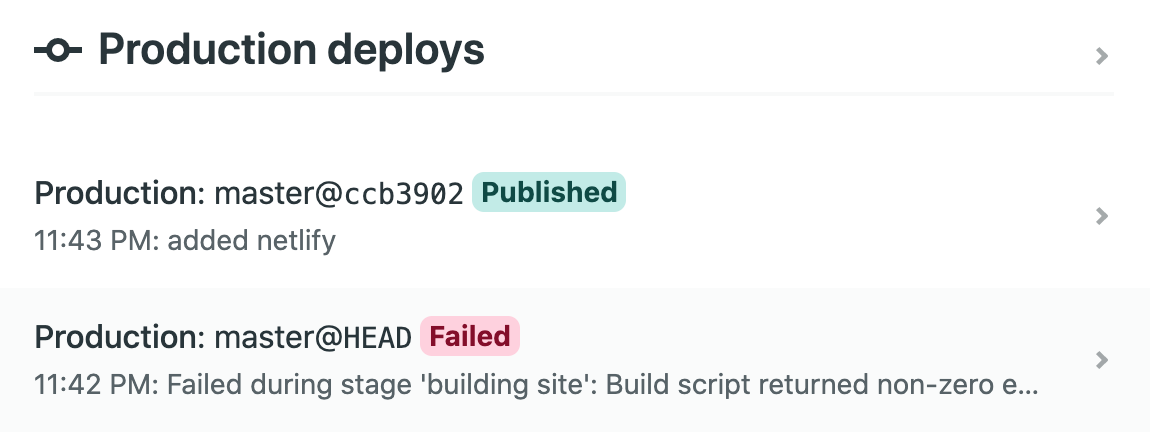 Production deploys
Production: master@ccb3902 Published
11:43 PM: added netlify
Production: master@HEAD Failed
11:42 PM: Failed during stage 'building site': Build script returned non-zero e...